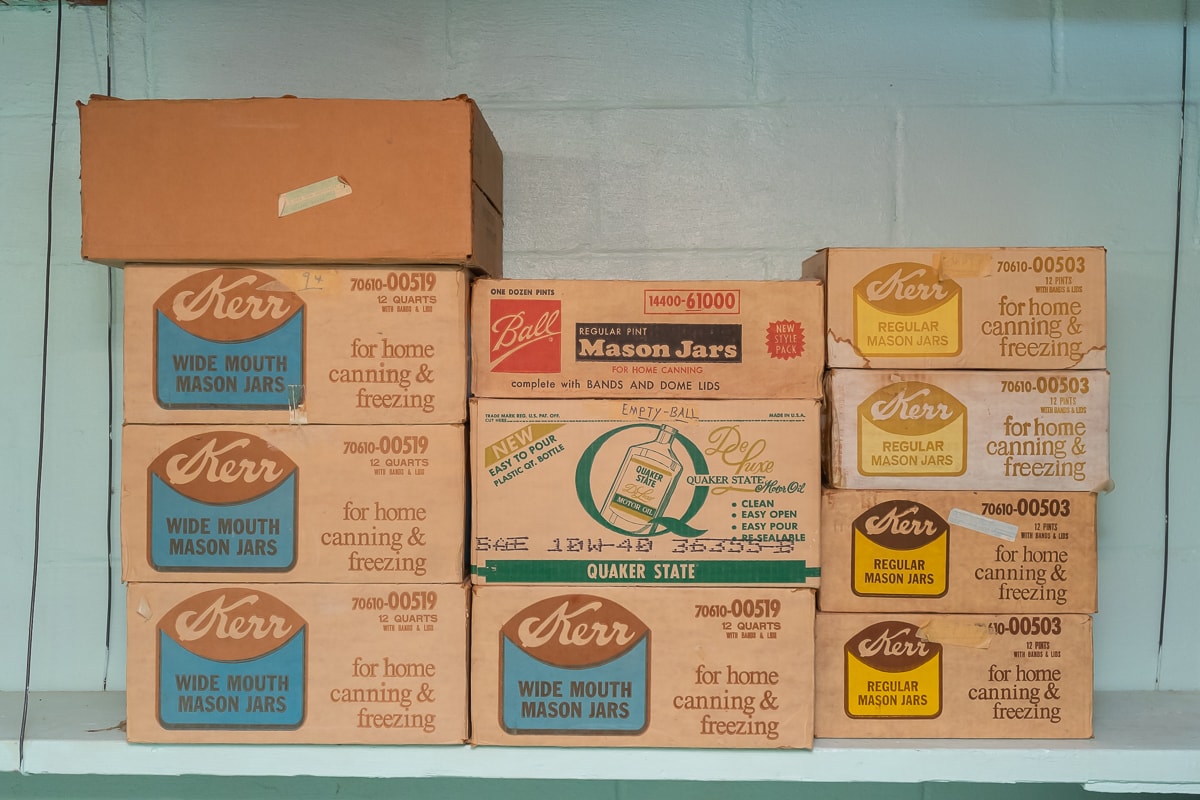 94
Kerr
WIDE MOUTH
MASON JARS
70610-00519
12 QUARTS
WITH BANDS & LIDS
for home
canning &
freezing
Kerr
WIDE MOUTH
MASON JARS
70610-00519
12 QUARTS
WITH BANDS & LIDS
for home
canning &
freezing
Kerr
WIDE MOUTH
MASON JARS
70610-00519
12 QUARTS
WITH BANDS & LIDS
for home
canning &
freezing
ONE DOZEN PINTS
14400-61000
Ball
REGULAR PINT
Mason Jars
NEW
STYLE
PACK
FOR HOME CANNING
complete with BANDS AND DOME LIDS
EMPTY-BALL
TRADE MARK REG. U.S. PAT. OFF.
CUT HERE
MADE IN U.S.A.
NEW
EASY TO POUR
PLASTIC QT. BOTTLE
QUAKER
STATE
De Luxe
MOTOR OIL
De Luxe
QUAKER STATE
Motor Oil
• CLEAN
• EASY OPEN
• EASY POUR
• RESEALABLE
SAE 10W-40 36355-B
QUAKER STATE
Kerr
WIDE MOUTH
MASON JARS
70610-00519
12 QUARTS
WITH BANDS & LIDS
for home
canning &
freezing
Kerr
REGULAR
MASON JARS
70610-00503
12 PINTS
WITH BANDS & LIDS
for home
canning &
freezing
Kerr
REGULAR
MASON JARS
70610-00503
12 PINTS
WITH BANDS & LIDS
for home
canning &
freezing
Kerr
REGULAR
MASON JARS
70610-00503
12 PINTS
WITH BANDS & LIDS
for home
canning &
freezing
Kerr
REGULAR
MASON JARS
10-00503
12 PINTS
WITH BANDS & LIDS
for home
canning &
freezing